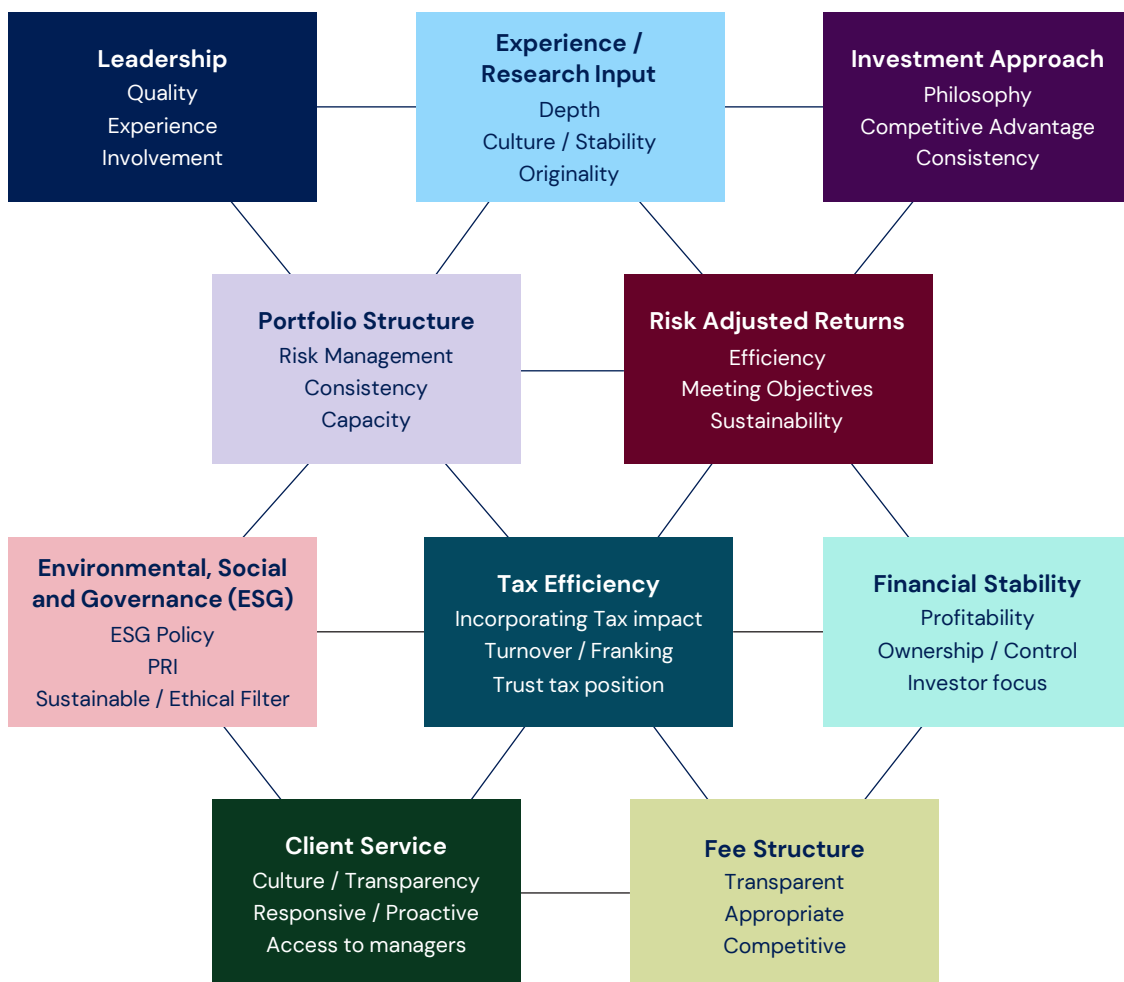 Leadership
Quality
Experience
Involvement
Experience /
Research Input
Depth
Culture / Stability
Originality
Investment Approach
Philosophy
Competitive Advantage
Consistency
Portfolio Structure
Risk Management
Consistency
Capacity
Risk Adjusted Returns
Efficiency
Meeting Objectives
Sustainability
Environmental, Social
and Governance (ESG)
ESG Policy
PRI
Sustainable / Ethical Filter
Tax Efficiency
Incorporating Tax impact
Turnover / Franking
Trust tax position
Financial Stability
Profitability
Ownership / Control
Investor focus
Client Service
Culture / Transparency
Responsive / Proactive
Access to managers
Fee Structure
Transparent
Appropriate
Competitive